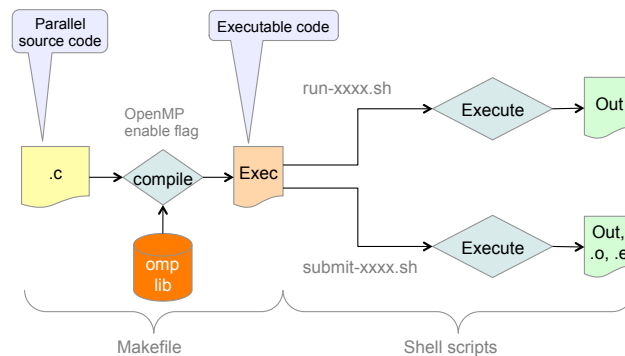 Parallel
source code
Executable code
run-xxxx.sh
OpenMP
enable flag
Execute
Out
.c
compile
Exec
omp
lib
submit-xxxx.sh
Execute
Out,
.o, .e
Makefile
Shell scripts